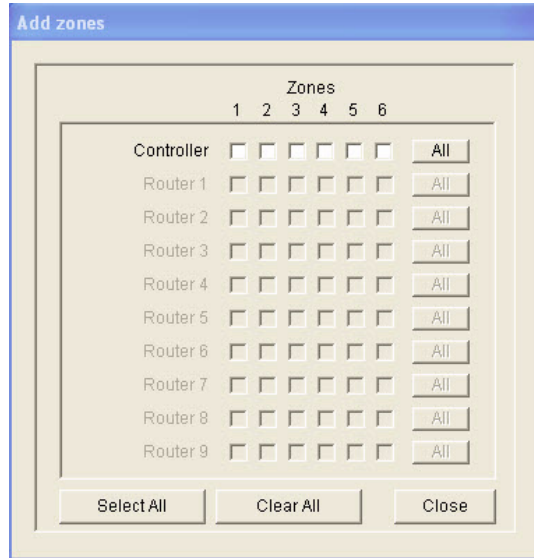 Add zones
Zones
1 2 3 4 5 6
Controller All
Router 1 All
Router 2 All
Router 3 All
Router 4 All
Router 5 All
Router 6 All
Router 7 All
Router 8 All
Router 9 All
Select All Clear All Close